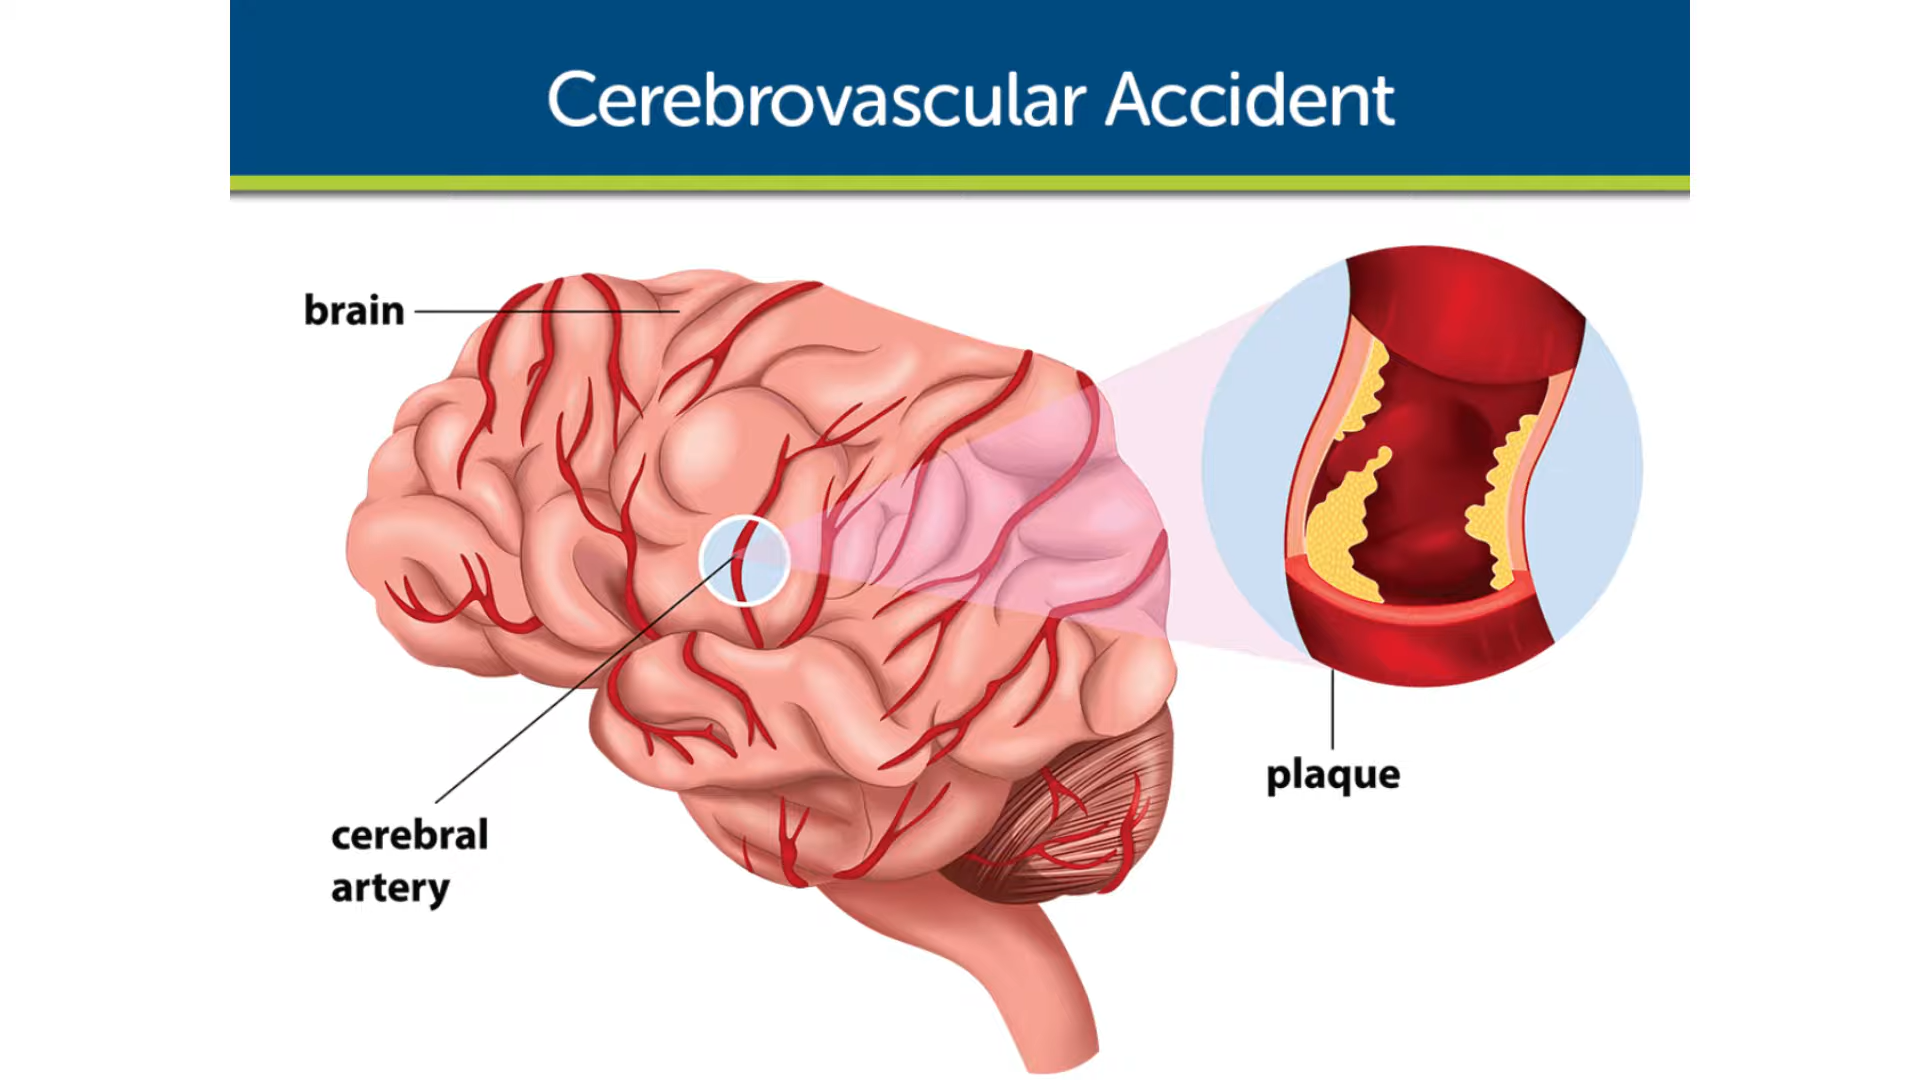 Cerebrovascular Accident
brain
cerebral
artery
plaque